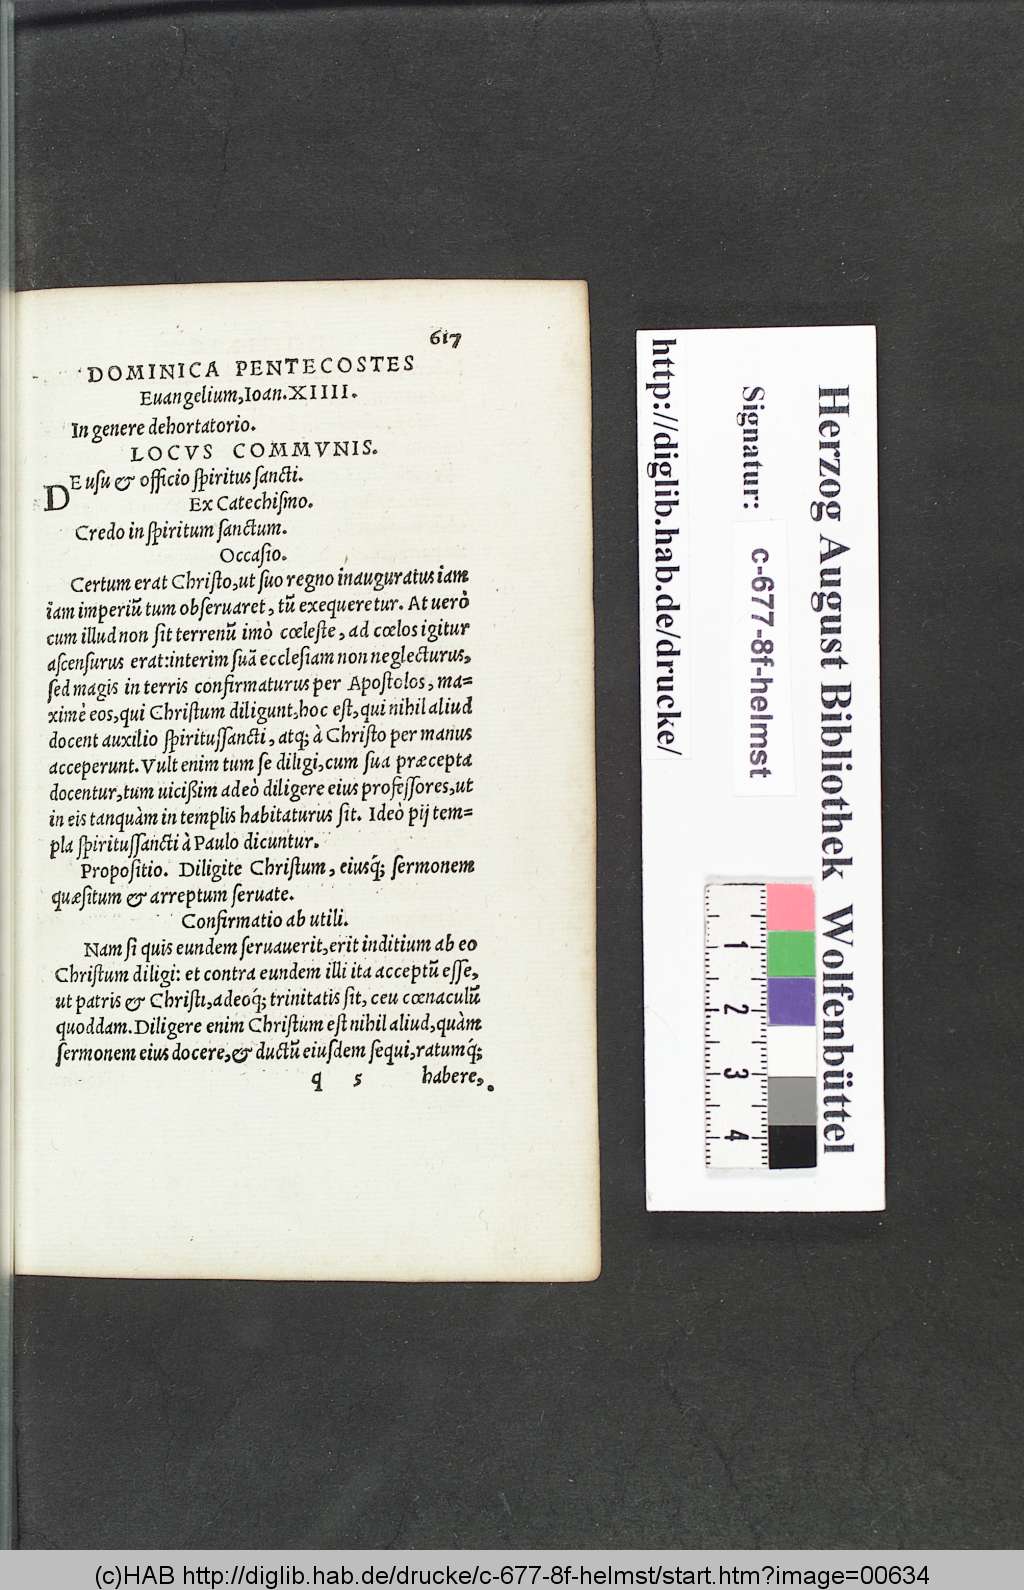 617
DOMINICA PENTECOSTES
Euangelium, Ioan. XIIII.
In genere dehortatorio.
LOCVS COMMVNIS.
DE uſu & officio ſpiritus ſancti.
Ex Catechiſmo.
Credo in ſpiritum ſanctum.
Occaſio.
Certum erat Chriſto, ut ſuo regno inauguratus iam
iam imperiũ tum obſeruaret, tũ exequeretur. At uerò
cum illud non ſit terrenũ imò cœleſte, ad cœlos igitur
aſcenſurus erat: interim ſuã eccleſiam non neglecturus,
ſed magis in terris confirmaturus per Apoſtolos, ma=
ximè eos, qui Chriſtum diligunt, hoc eſt, qui nihil aliud
docent auxilio ſpirituſſancti, atq; à Chriſto per manus
acceperunt. Vult enim tum ſe diligi, cum ſua præcepta
docentur, tum uicißim adeò diligere eius profeſſores, ut
in eis tanquàm in templis habitaturus ſit. Ideò pij tem=
pla ſpirituſſancti à Paulo dicuntur.
Propoſitio. Diligite Chriſtum, eiusq́; ſermonem
quæſitum & arreptum ſeruate.
Confirmatio ab utili.
Nam ſi quis eundem ſeruauerit, erit inditium ab eo
Chriſtum diligi: et contra eundem illi ita acceptũ eſſe,
ut patris & Chriſti, adeoq́; trinitatis ſit, ceu cœnaculũ
quoddam. Diligere enim Chriſtum eſt nihil aliud, quàm
ſermonem eius docere, & ductũ eiuſdem ſequi, ratumq́;
q 5 habere,
http://diglib.hab.de/drucke/
Signatur: c-677-8f-helmst
Herzog August Bibliothek Wolfenbüttel
1
2
3
4
(c)HAB http://diglib.hab.de/drucke/c-677-8f-helmst/start.htm?image=00634